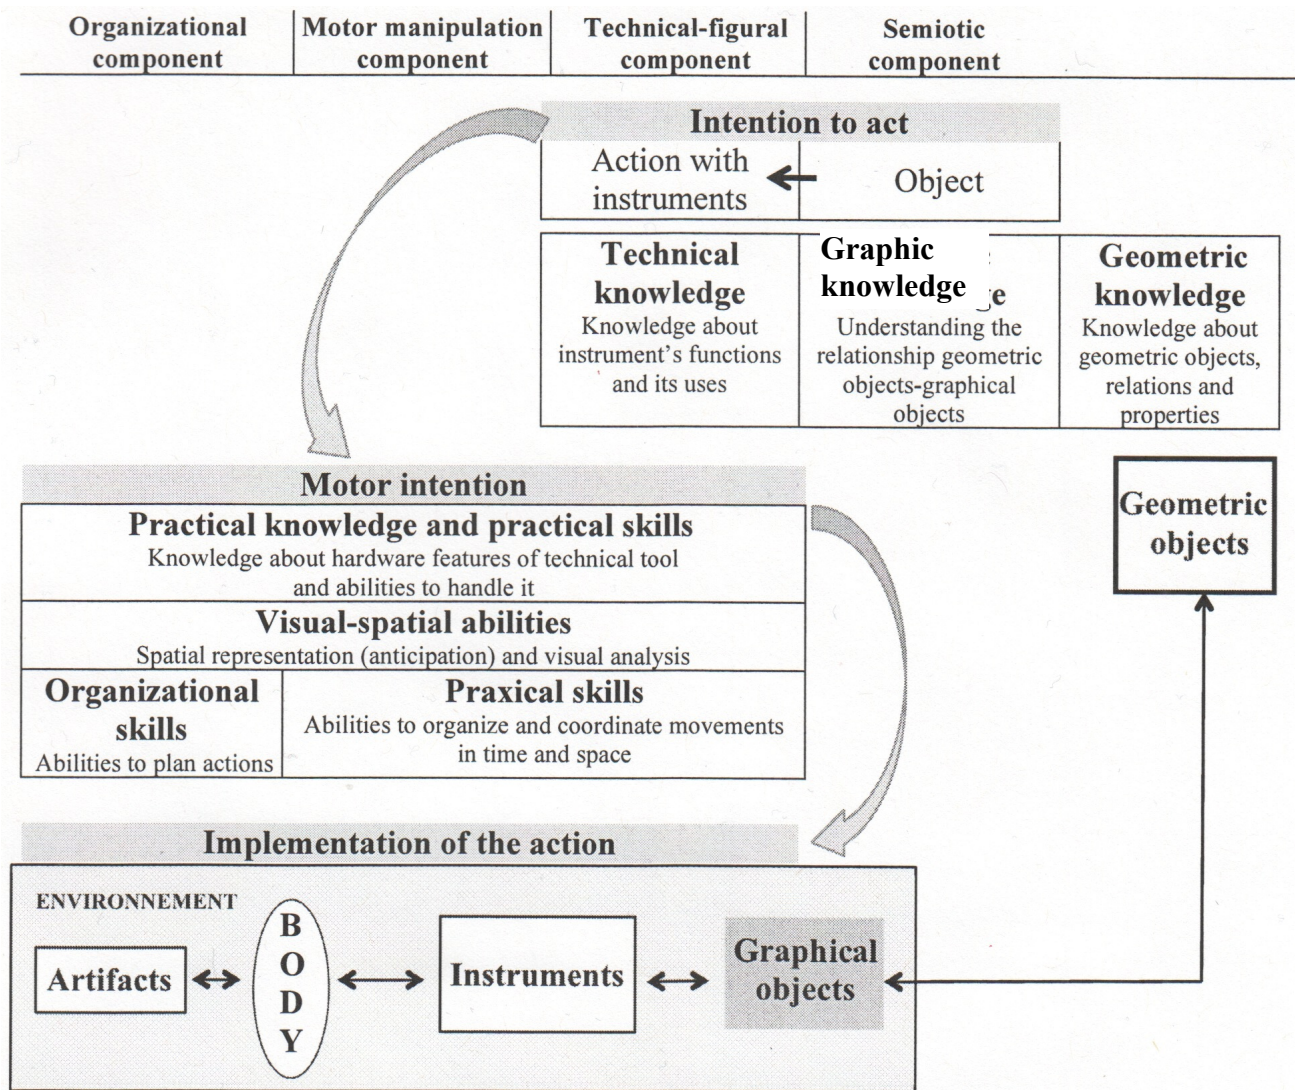 Organizational component
Motor manipulation component
Technical-figural component
Semiotic component
Intention to act
Action with instruments
Object
Technical knowledge
Knowledge about instrument's functions and its uses
Graphic knowledge
Understanding the relationship geometric objects-graphical objects
Geometric knowledge
Knowledge about geometric objects, relations and properties
Motor intention
Practical knowledge and practical skills
Knowledge about hardware features of technical tool
and abilities to handle it
Visual-spatial abilities
Spatial representation (anticipation) and visual analysis
Organizational skills
Abilities to plan actions
Praxical skills
Abilities to organize and coordinate movements
in time and space
Geometric objects
Implementation of the action
ENVIRONNEMENT
Artifacts
BODY
Instruments
Graphical objects